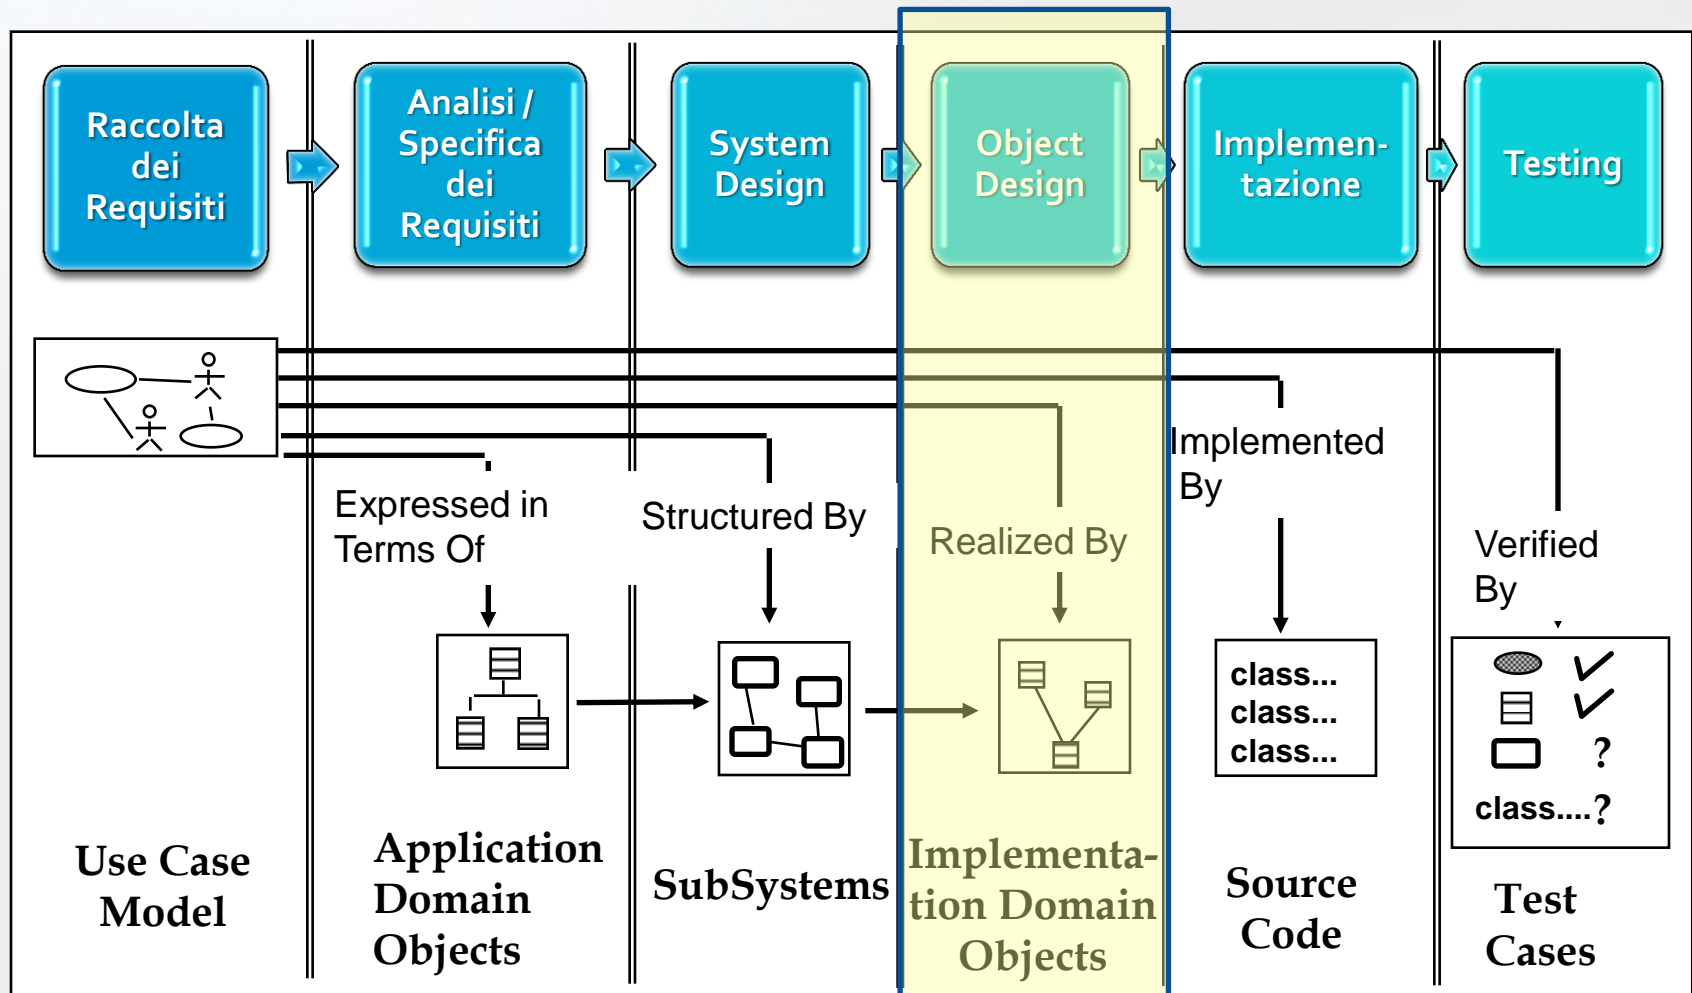 Raccolta
dei
Requisiti
Analisi /
Specifica
dei
Requisiti
System
Design
Object
Design
Implemen-
tazione
Testing
Expressed in
Terms Of
Structured By
Realized By
Implemented
By
Verified
By
class...
class...
class...
?
class....?
Use Case
Model
Application
Domain
Objects
SubSystems
Implementa-
tion Domain
Objects
Source
Code
Test
Cases